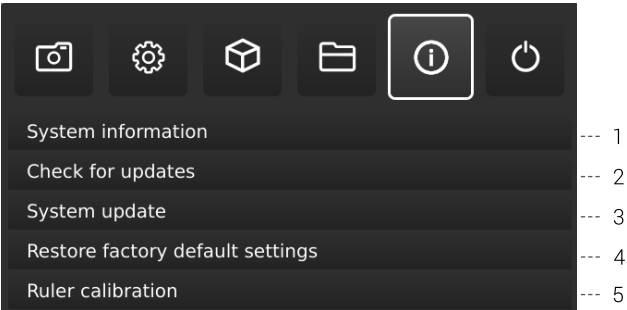 System information --- 1
Check for updates --- 2
System update --- 3
Restore factory default settings --- 4
Ruler calibration --- 5